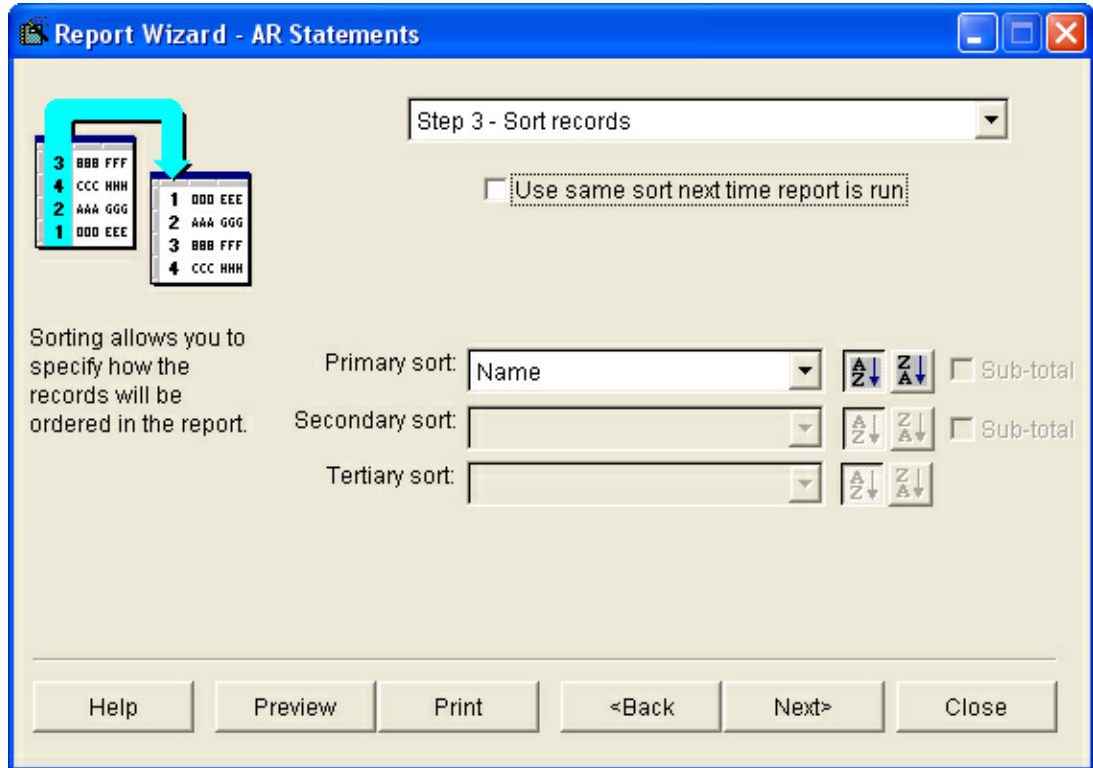 Report Wizard - AR Statements
Step 3 - Sort records
Use same sort next time report is run
3 BBB FFF
4 CCC HHH
2 AAA GGG
1 DDD EEE
1 DDD EEE
2 AAA GGG
3 BBB FFF
4 CCC HHH
Sorting allows you to
specify how the
records will be
ordered in the report.
Primary sort: Name A Z Z A Sub-total
Secondary sort: A Z Z A Sub-total
Tertiary sort: A Z Z A
Help Preview Print <Back Next> Close